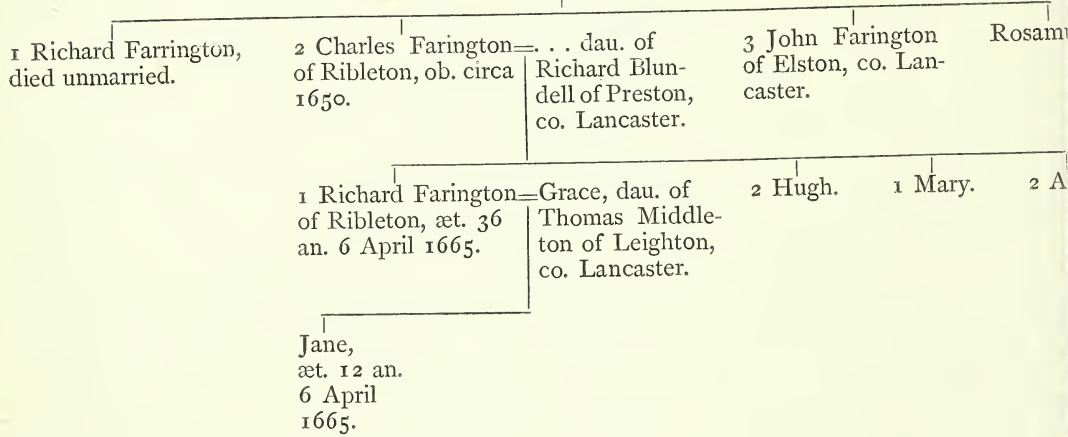 1 Richard Farrington,
died unmarried.
2 Charles Farington=. . . dau. of
of Ribleton, ob. circa
1650.
Richard Blun-
dell of Preston,
co. Lancaster.
3 John Farington
of Elston, co. Lan-
caster.
1 Richard Farington=Grace, dau. of
of Ribleton, æt. 36
an. 6 April 1665.
Thomas Middle-
ton of Leighton,
co. Lancaster.
2 Hugh.
1 Mary.
2
Jane,
æt. 12 an.
6 April
1665.